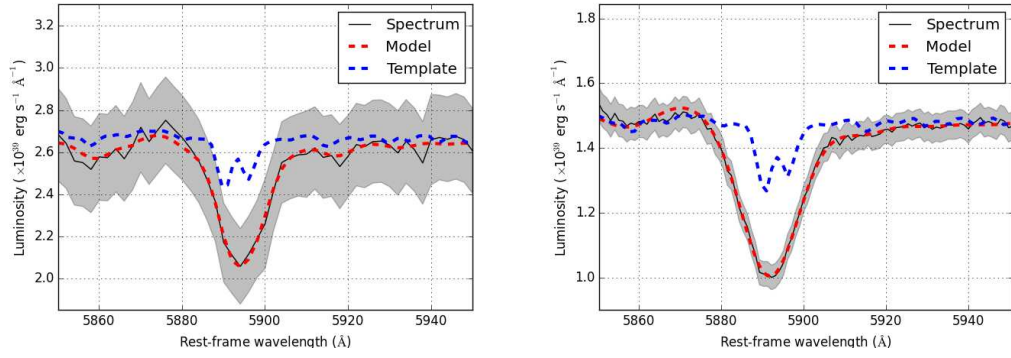 3.2
3.0
2.8
2.6
2.4
2.2
2.0
5860 5880 5900 5920 5940
Rest-frame wavelength (Å)
Luminosity ( ×10³⁹ erg s⁻¹ Å⁻¹)
Spectrum
Model
Template
1.8
1.6
1.4
1.2
1.0
5860 5880 5900 5920 5940
Rest-frame wavelength (Å)
Luminosity ( ×10³⁹ erg s⁻¹ Å⁻¹)
Spectrum
Model
Template